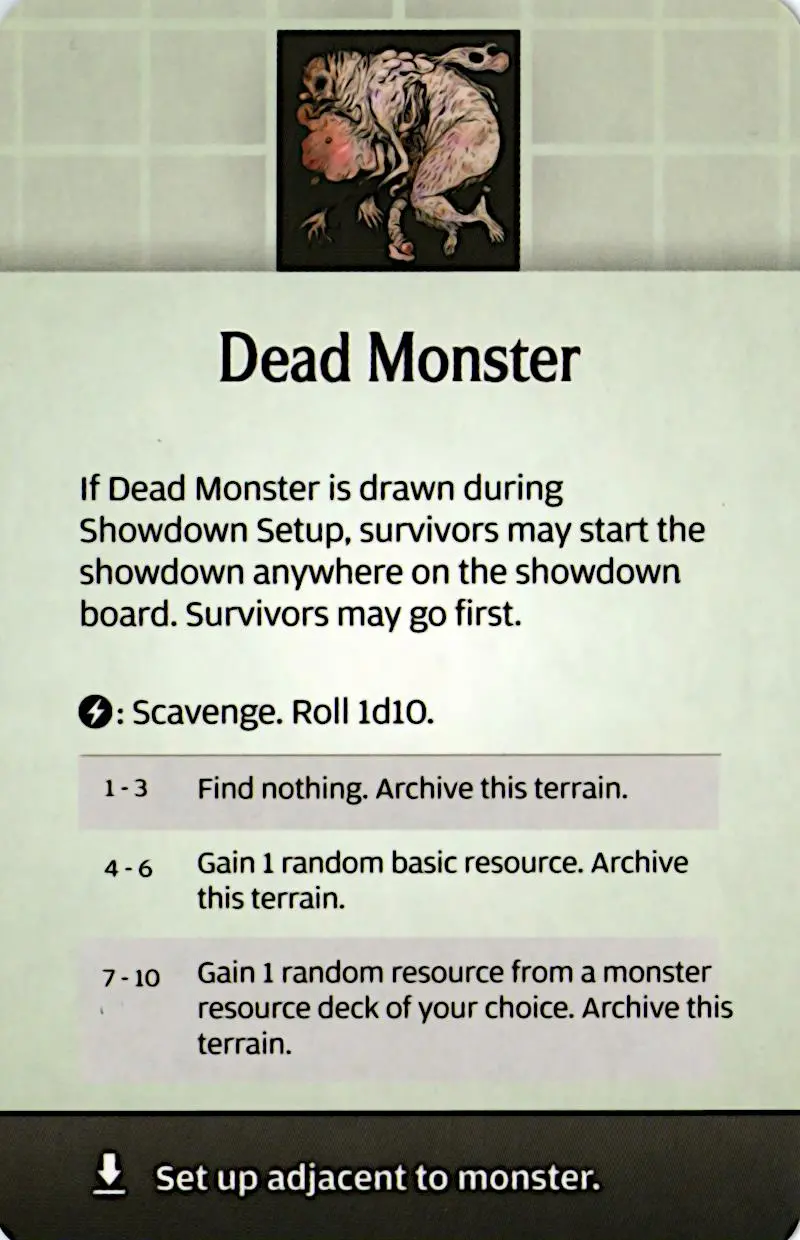 Dead Monster
If Dead Monster is drawn during
Showdown Setup, survivors may start the
showdown anywhere on the showdown
board. Survivors may go first.
: Scavenge. Roll 1d10.
1 - 3 Find nothing. Archive this terrain.
4 - 6 Gain 1 random basic resource. Archive
this terrain.
7 - 10 Gain 1 random resource from a monster
resource deck of your choice. Archive this
terrain.
Set up adjacent to monster.